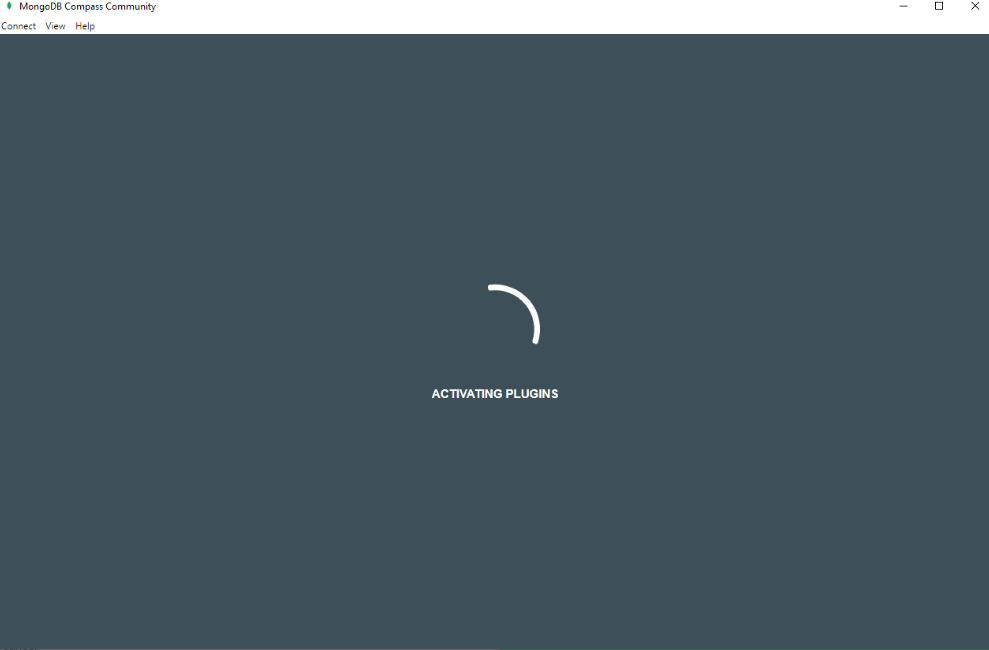 MongoDB Compass Community
Connect View Help
ACTIVATING PLUGINS